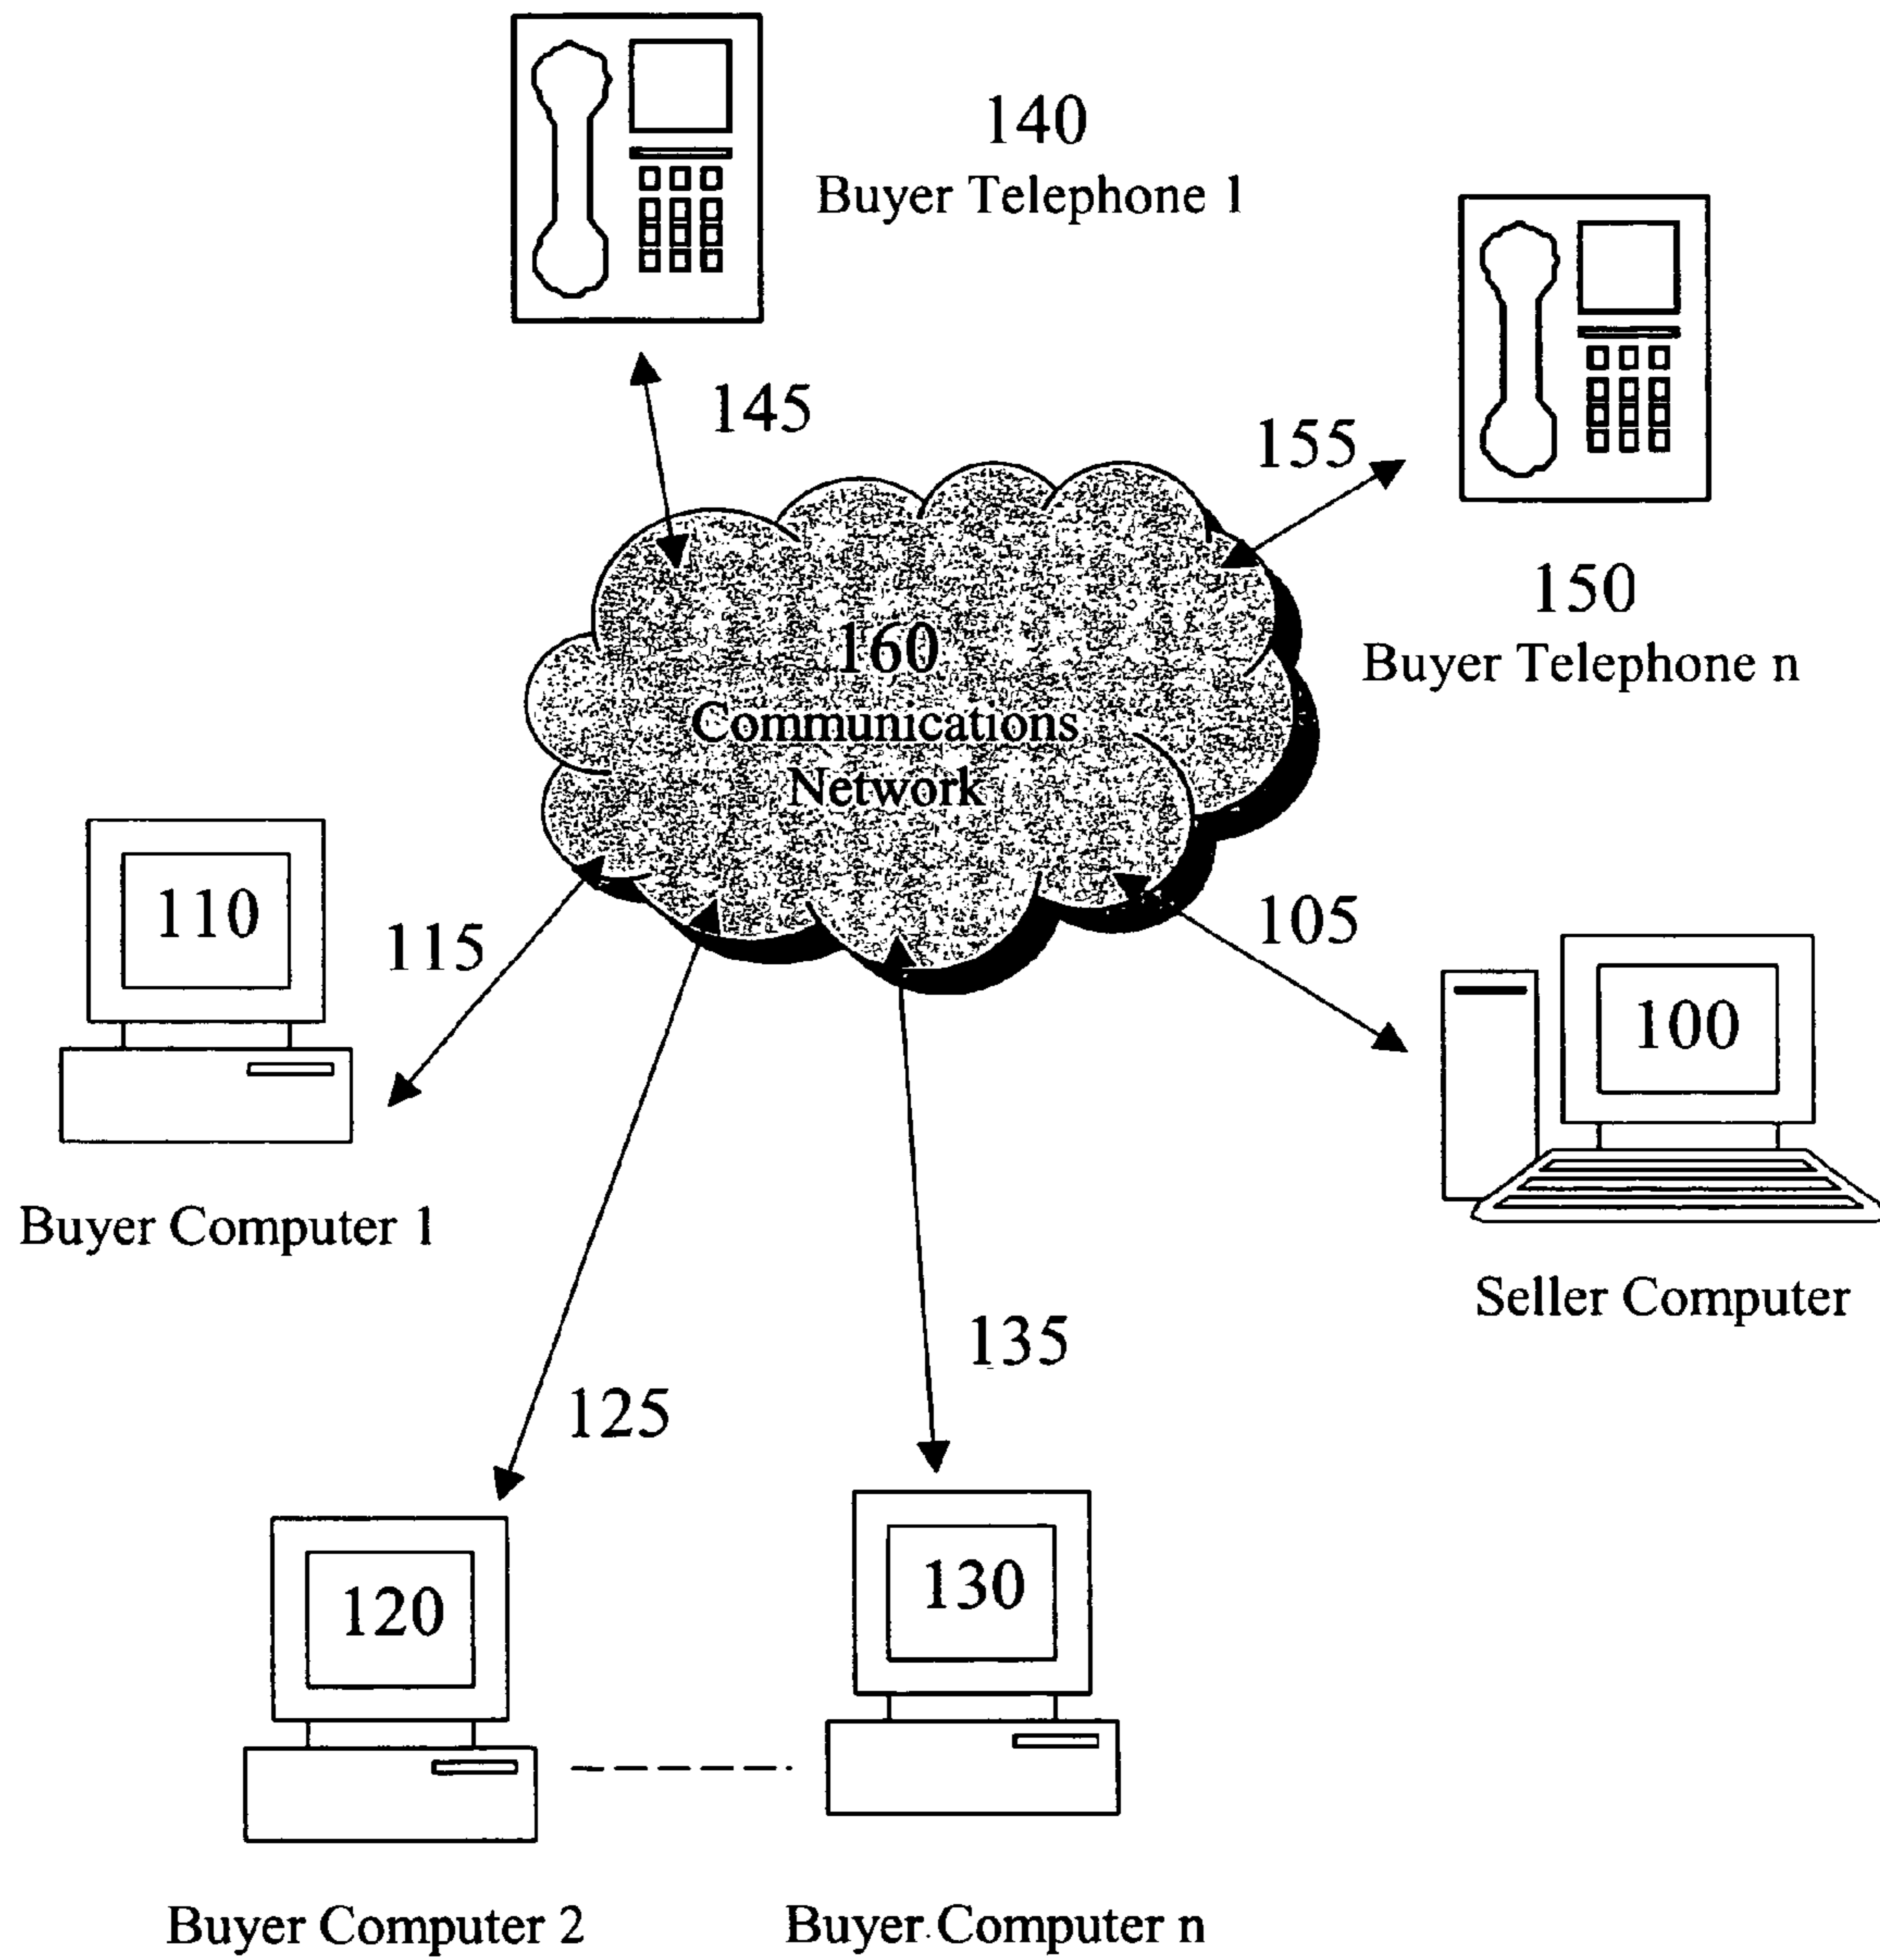 140
Buyer Telephone 1
145
155
150
Buyer Telephone n
160
Communications
Network
110
115
105
100
Buyer Computer 1
Seller Computer
135
125
120
130
Buyer Computer 2
Buyer Computer n